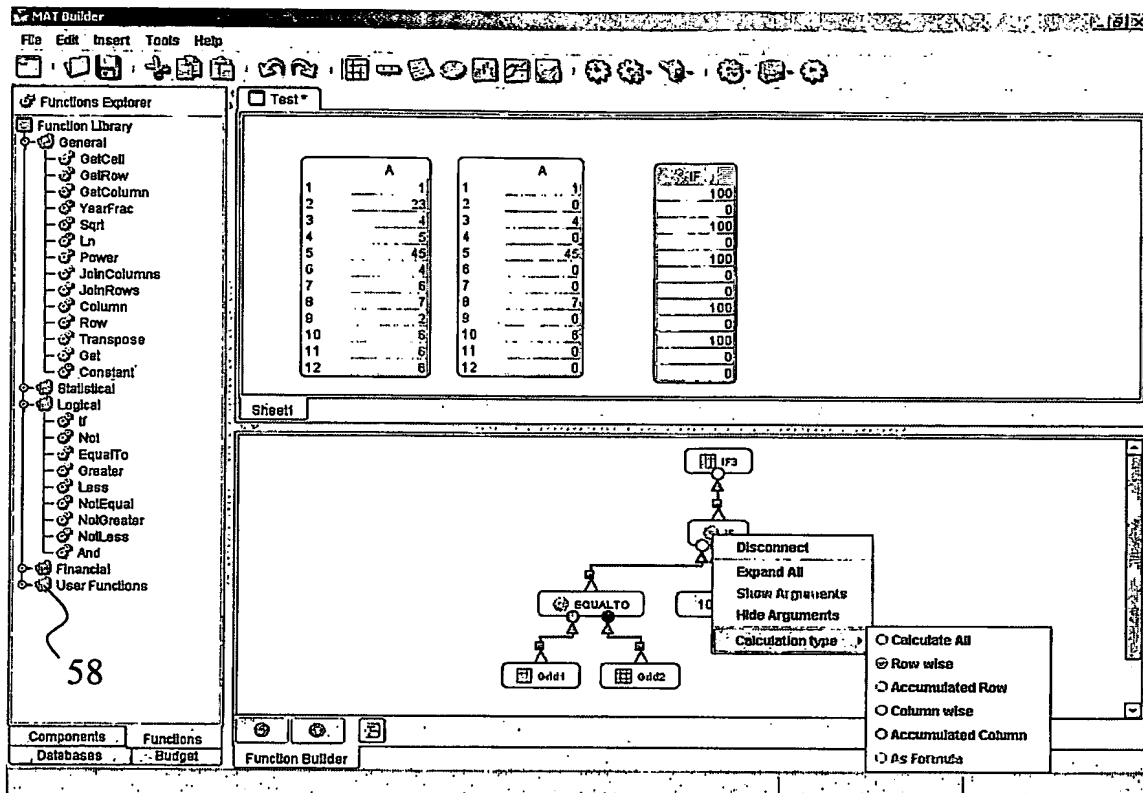 MAT Builder
File Edit Insert Tools Help
Functions Explorer
Function Library
General
GetCell
GetRow
GetColumn
YearFrac
Sqrt
Ln
Power
JoinColumns
JoinRows
Column
Row
Transpose
Get
Constant
Statistical
Logical
If
Not
EqualTo
Greater
Less
NotEqual
NotGreater
NotLess
And
Financial
User Functions
58
Components Functions
Databases Budget
Test*
A
1 1
2 23
3 4
4 5
5 45
6 4
7 6
8 7
9 2
10 6
11 6
12 6
A
1 1
2 0
3 4
4 0
5 45
6 0
7 0
8 7
9 0
10 6
11 0
12 0
IF
100
0
100
0
100
0
0
100
0
100
0
0
Sheet1
IF3
IF
EQUALTO
10
Grid1
Grid2
Disconnect
Expand All
Show Arguments
Hide Arguments
Calculation type
Calculate All
Row wise
Accumulated Row
Column wise
Accumulated Column
As Formula
Function Builder